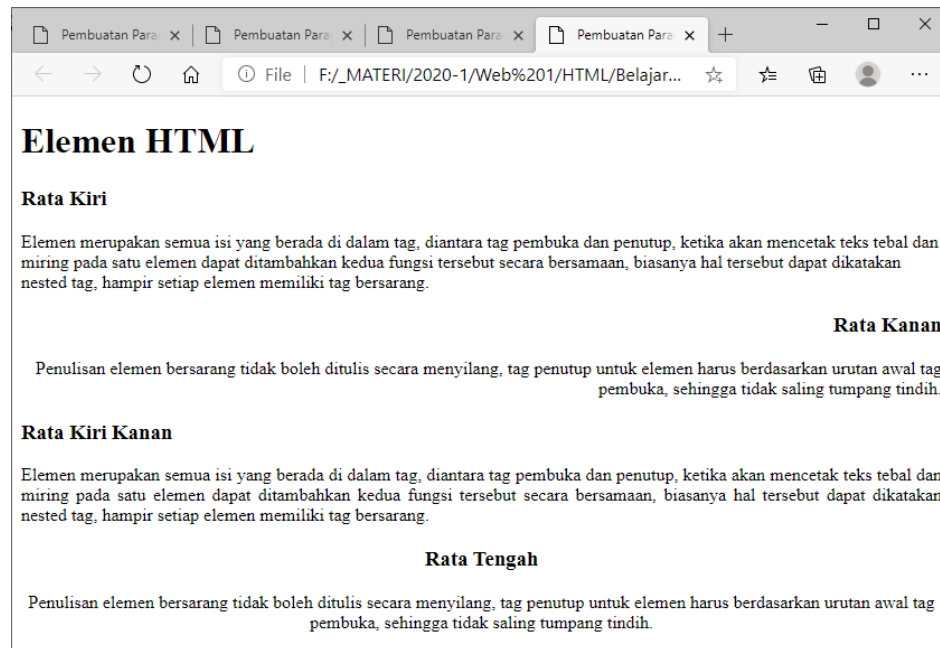 Pembuatan Para
Pembuatan Para
Pembuatan Para
Pembuatan Para
File
F:/_MATERI/2020-1/Web%201/HTML/Belajar...
Elemen HTML
Rata Kiri
Elemen merupakan semua isi yang berada di dalam tag, diantara tag pembuka dan penutup, ketika akan mencetak teks tebal dan
miring pada satu elemen dapat ditambahkan kedua fungsi tersebut secara bersamaan, biasanya hal tersebut dapat dikatakan
nested tag, hampir setiap elemen memiliki tag bersarang.
Rata Kanan
Penulisan elemen bersarang tidak boleh ditulis secara menyilang, tag penutup untuk elemen harus berdasarkan urutan awal tag
pembuka, sehingga tidak saling tumpang tindih.
Rata Kiri Kanan
Elemen merupakan semua isi yang berada di dalam tag, diantara tag pembuka dan penutup, ketika akan mencetak teks tebal dan
miring pada satu elemen dapat ditambahkan kedua fungsi tersebut secara bersamaan, biasanya hal tersebut dapat dikatakan
nested tag, hampir setiap elemen memiliki tag bersarang.
Rata Tengah
Penulisan elemen bersarang tidak boleh ditulis secara menyilang, tag penutup untuk elemen harus berdasarkan urutan awal tag
pembuka, sehingga tidak saling tumpang tindih.